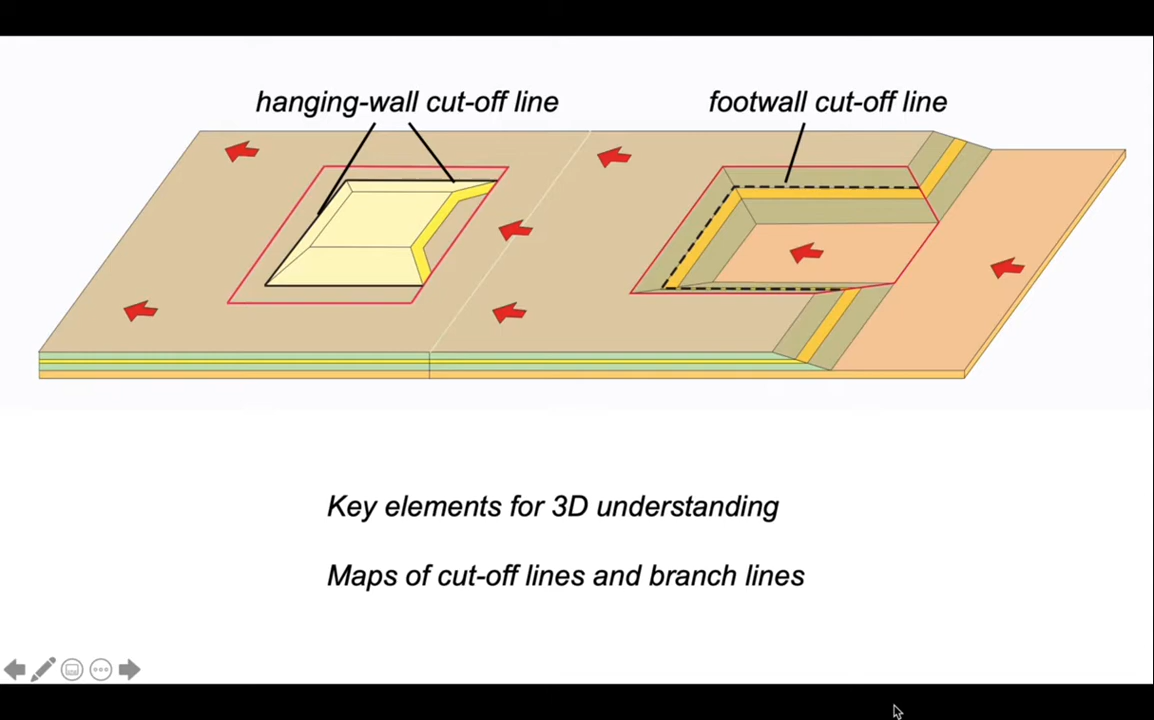 hanging-wall cut-off line
footwall cut-off line
Key elements for 3D understanding
Maps of cut-off lines and branch lines